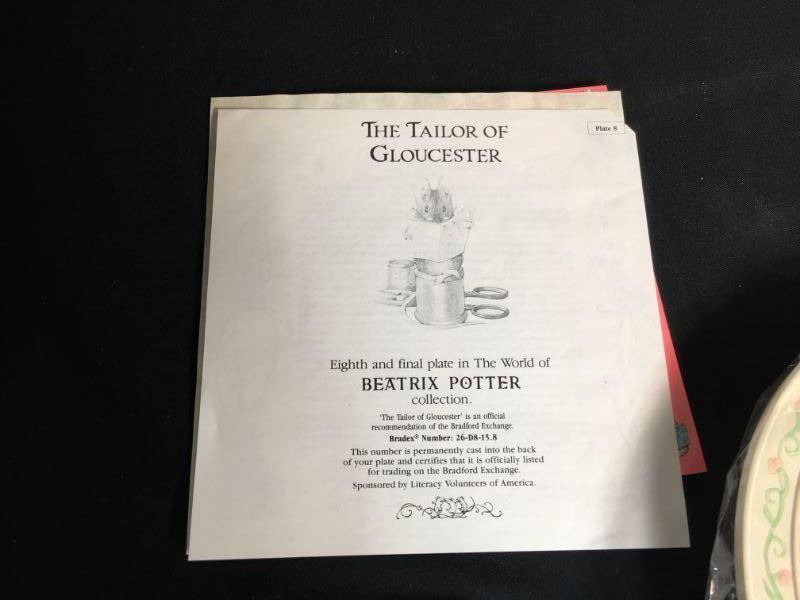 THE TAILOR OF
GLOUCESTER
Plate 8
Eighth and final plate in The World of
BEATRIX POTTER
collection.
'The Tailor of Gloucester' is an official
recommendation of the Bradford Exchange.
Bradex® Number: 26-D8-15.8
This number is permanently cast into the back
of your plate and certifies that it is officially listed
for trading on the Bradford Exchange.
Sponsored by Literacy Volunteers of America.